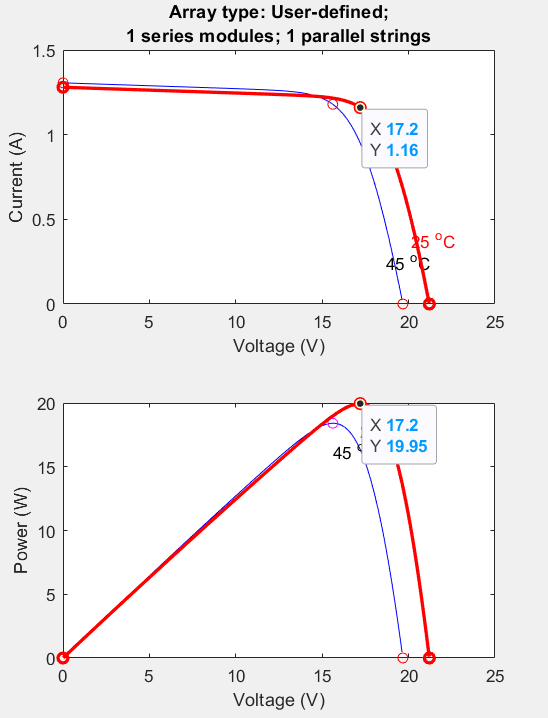 Array type: User-defined;
1 series modules; 1 parallel strings
1.5
1
0.5
0
Current (A)
X 17.2
Y 1.16
25 °C
45 °C
0 5 10 15 20 25
Voltage (V)
20
15
10
5
0
Power (W)
X 17.2
Y 19.95
45 °
0 5 10 15 20 25
Voltage (V)